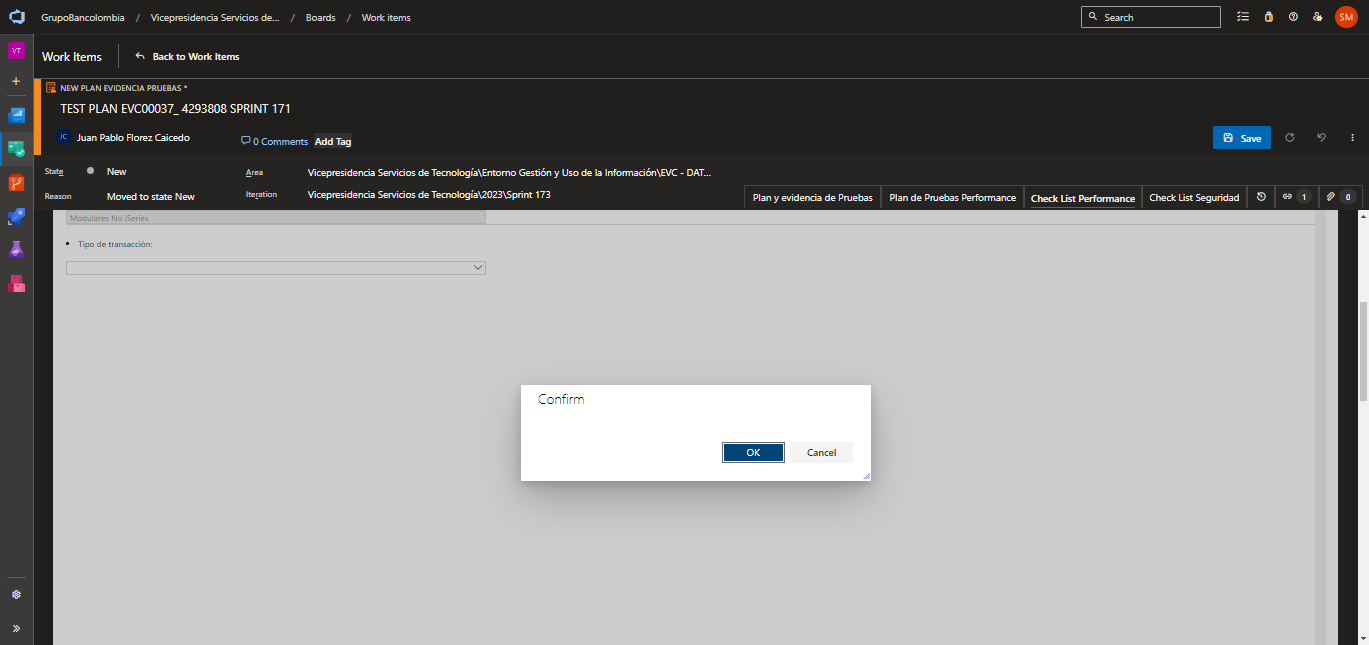 GrupoBancolombia / Vicepresidencia Servicios de... / Boards / Work items
Search
SM
VT
Work Items
Back to Work Items
NEW PLAN EVIDENCIA PRUEBAS *
TEST PLAN EVC00037_ 4293808 SPRINT 171
JC Juan Pablo Florez Caicedo
0 Comments
Add Tag
Save
State
New
Area
Vicepresidencia Servicios de Tecnología\Entorno Gestión y Uso de la Información\EVC - DAT...
Reason
Moved to state New
Iteration
Vicepresidencia Servicios de Tecnología\2023\Sprint 173
Plan y evidencia de Pruebas
Plan de Pruebas Performance
Check List Performance
Check List Seguridad
1
0
Modulares No iSeries
• Tipo de transacción:
Confirm
OK
Cancel